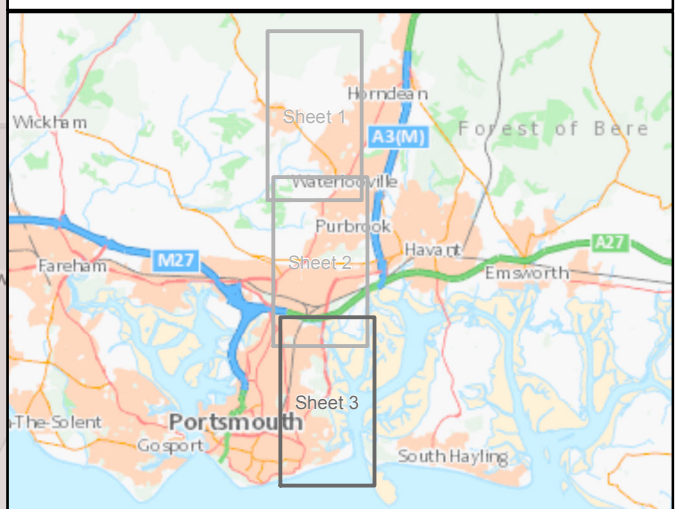 Horndean
Sheet 1
Wickham
A3(M)
Forest of Bere
Waterlooville
Purbrook
Havant
A27
M27
Sheet 2
Fareham
Emsworth
Sheet 3
n-The-Solent
Portsmouth
Gosport
South Hayling